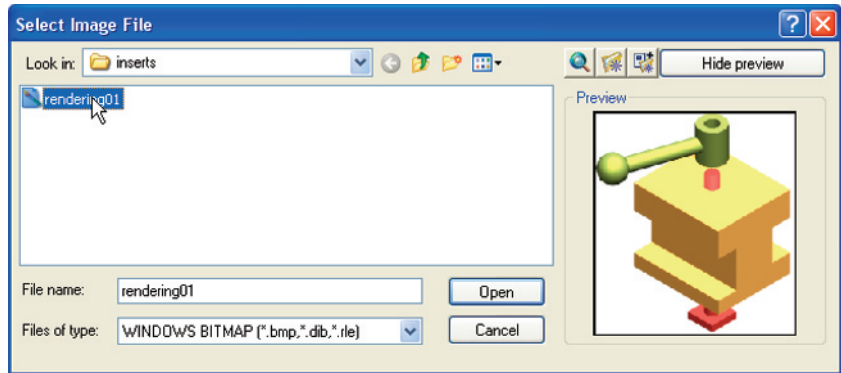 Select Image File
Look in: inserts
Hide preview
rendering01
Preview
File name: rendering01
Open
Files of type: WINDOWS BITMAP (*.bmp,*.dib,*.rle)
Cancel